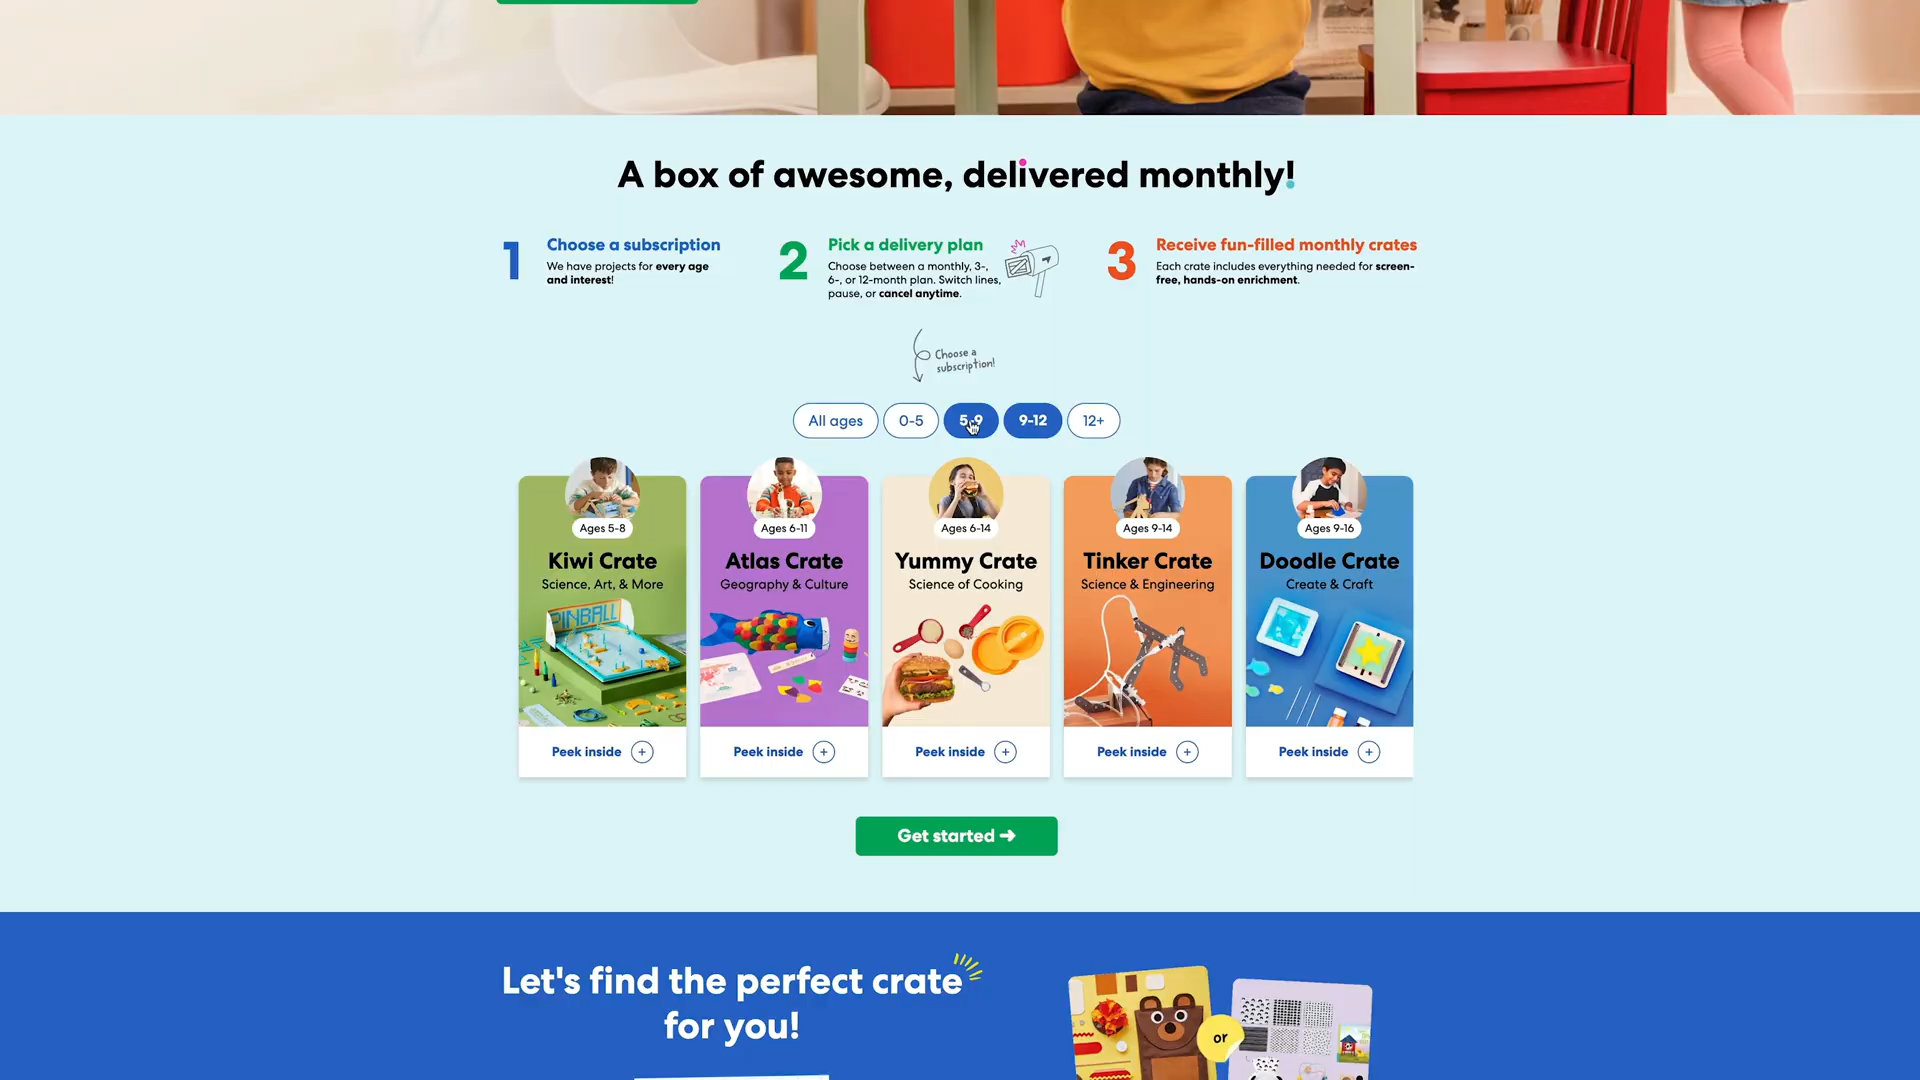 A box of awesome, delivered monthly!
1
Choose a subscription
We have projects for every age
and interest!
2
Pick a delivery plan
Choose between a monthly, 3-,
6-, or 12-month plan. Switch lines,
pause, or cancel anytime.
3
Receive fun-filled monthly crates
Each crate includes everything needed for screen-
free, hands-on enrichment.
Choose a
subscription!
All ages
0-5
5-9
9-12
12+
Ages 5-8
Kiwi Crate
Science, Art, & More
PINBALL
Peek inside
Ages 6-11
Atlas Crate
Geography & Culture
Peek inside
Ages 6-14
Yummy Crate
Science of Cooking
Peek inside
Ages 9-14
Tinker Crate
Science & Engineering
Peek inside
Ages 9-16
Doodle Crate
Create & Craft
Peek inside
Get started →
Let's find the perfect crate
for you!
or